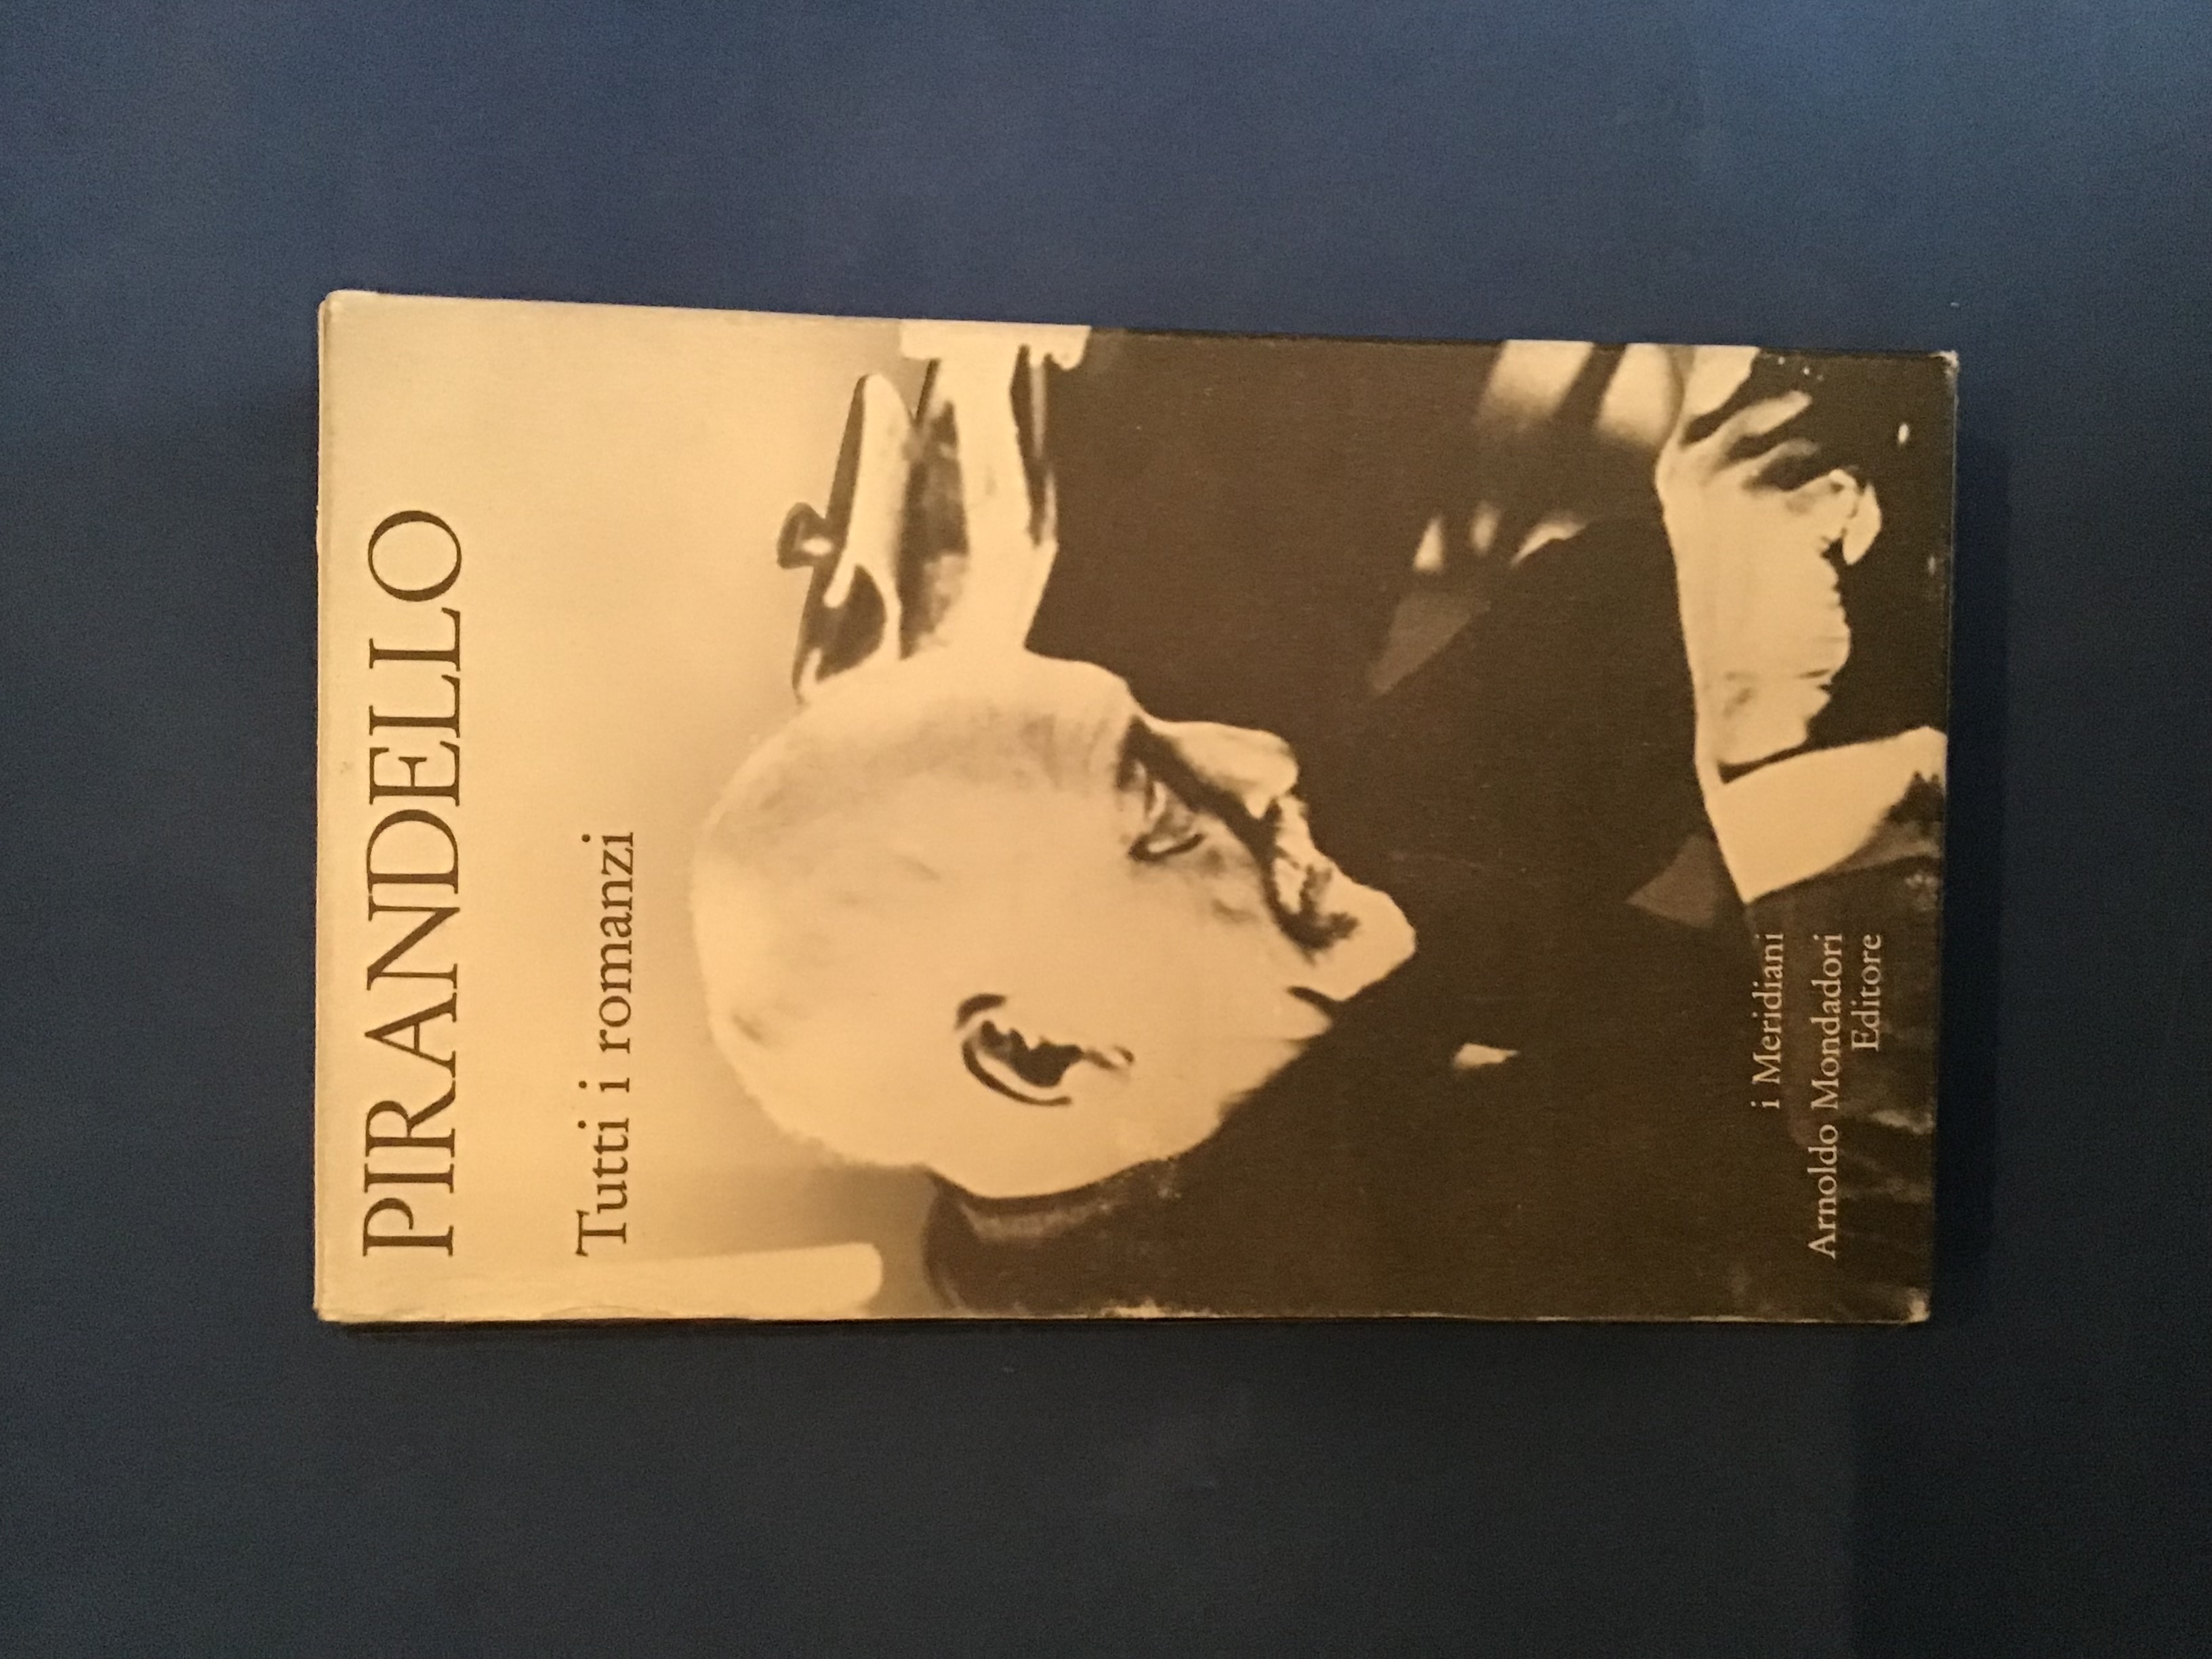 PIRANDELLO
Tutti i romanzi
i Meridiani
Arnoldo Mondadori
Editore